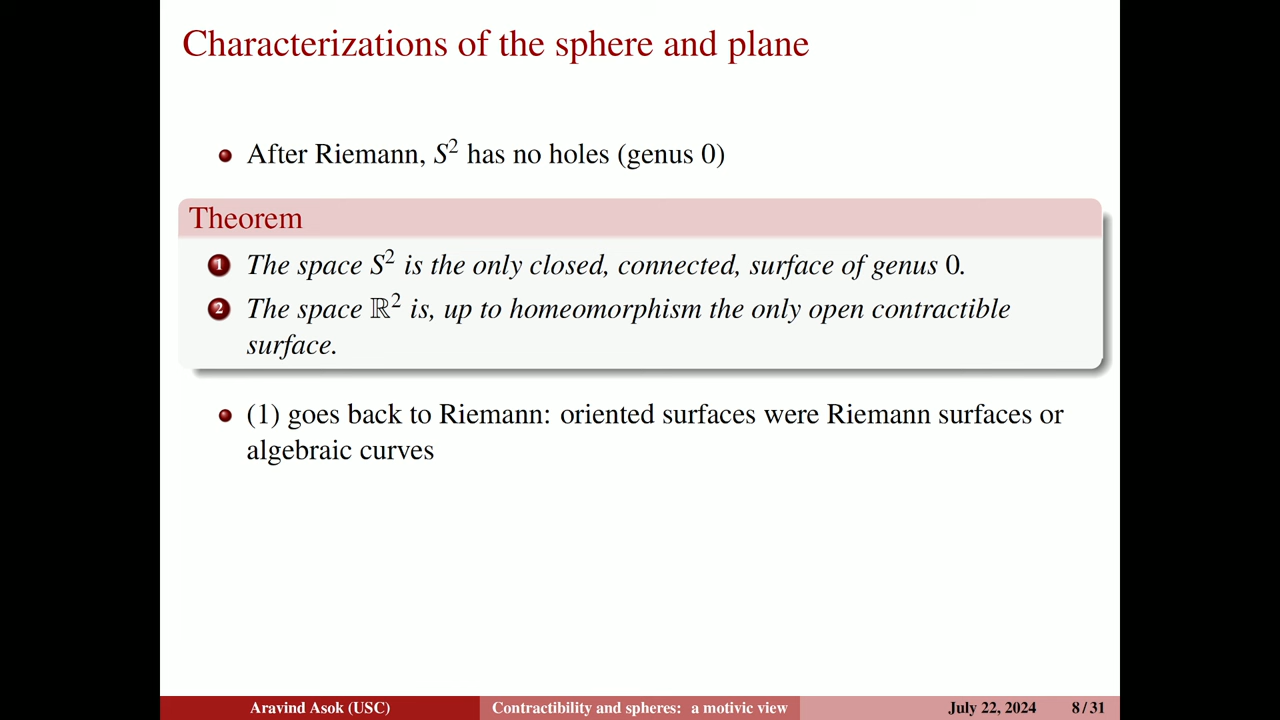 Characterizations of the sphere and plane
After Riemann, S² has no holes (genus 0)
Theorem
1 The space S² is the only closed, connected, surface of genus 0.
2 The space ℝ² is, up to homeomorphism the only open contractible
surface.
(1) goes back to Riemann: oriented surfaces were Riemann surfaces or
algebraic curves
Aravind Asok (USC) Contractibility and spheres: a motivic view July 22, 2024 8 / 31